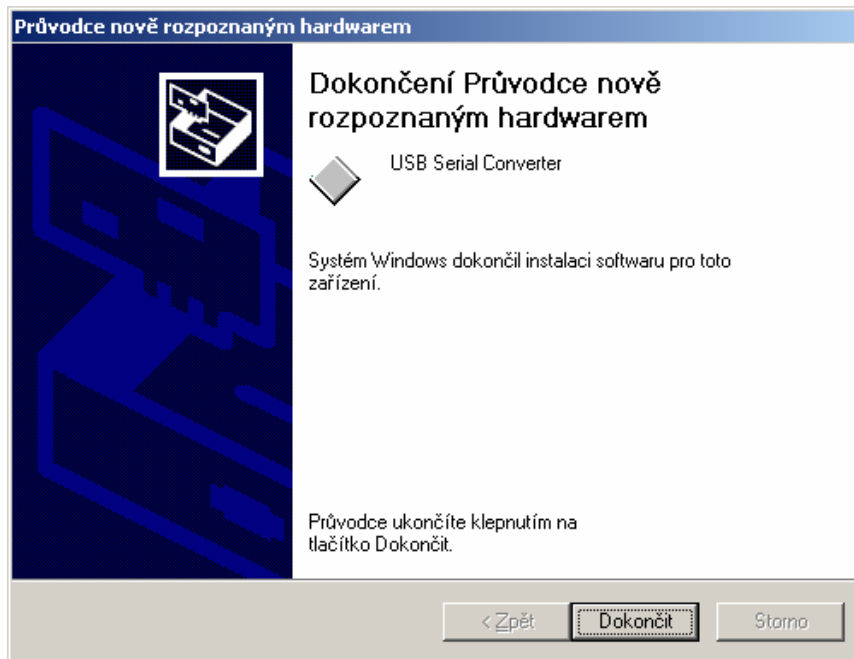 Průvodce nově rozpoznaným hardwarem
Dokončení Průvodce nově
rozpoznaným hardwarem
USB Serial Converter
Systém Windows dokončil instalaci softwaru pro toto
zařízení.
Průvodce ukončíte klepnutím na
tlačítko Dokončit.
< Zpět
Dokončit
Storno